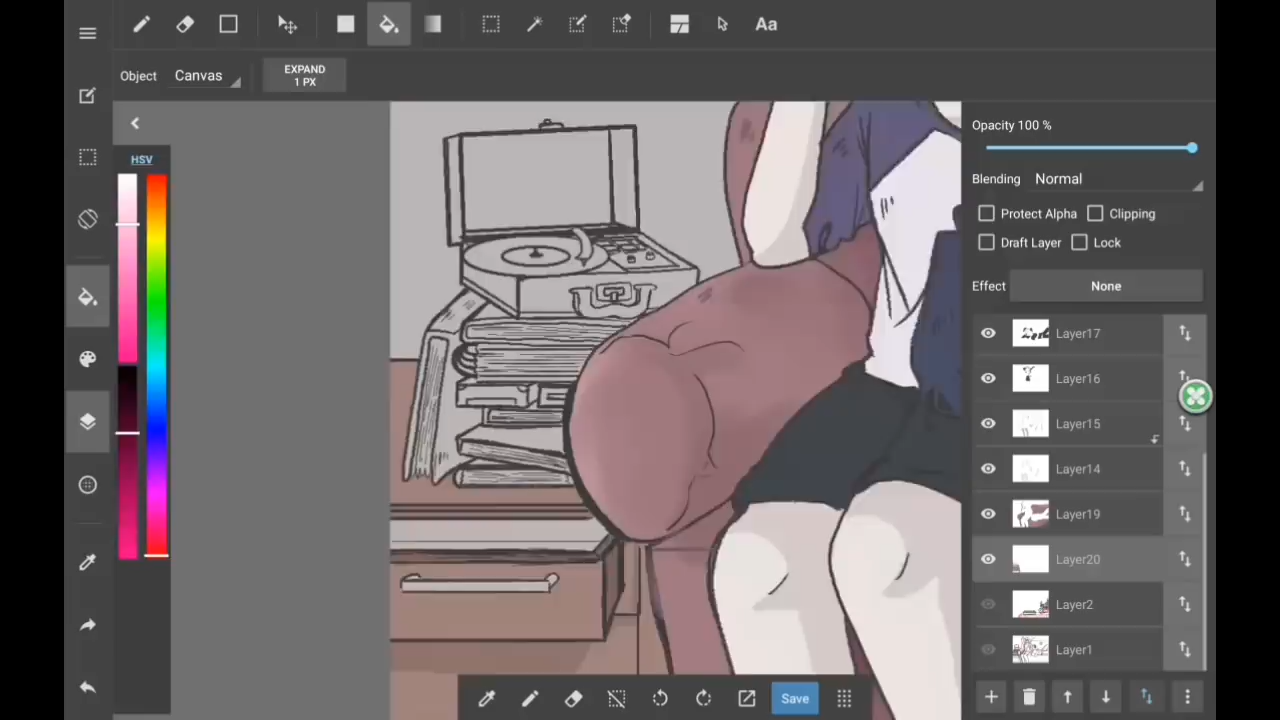 Aa
Object Canvas
EXPAND
1 PX
HSV
Opacity 100 %
Blending Normal
Protect Alpha Clipping
Draft Layer Lock
Effect None
Layer17
Layer16
Layer15
Layer14
Layer19
Layer20
Layer2
Layer1
Save